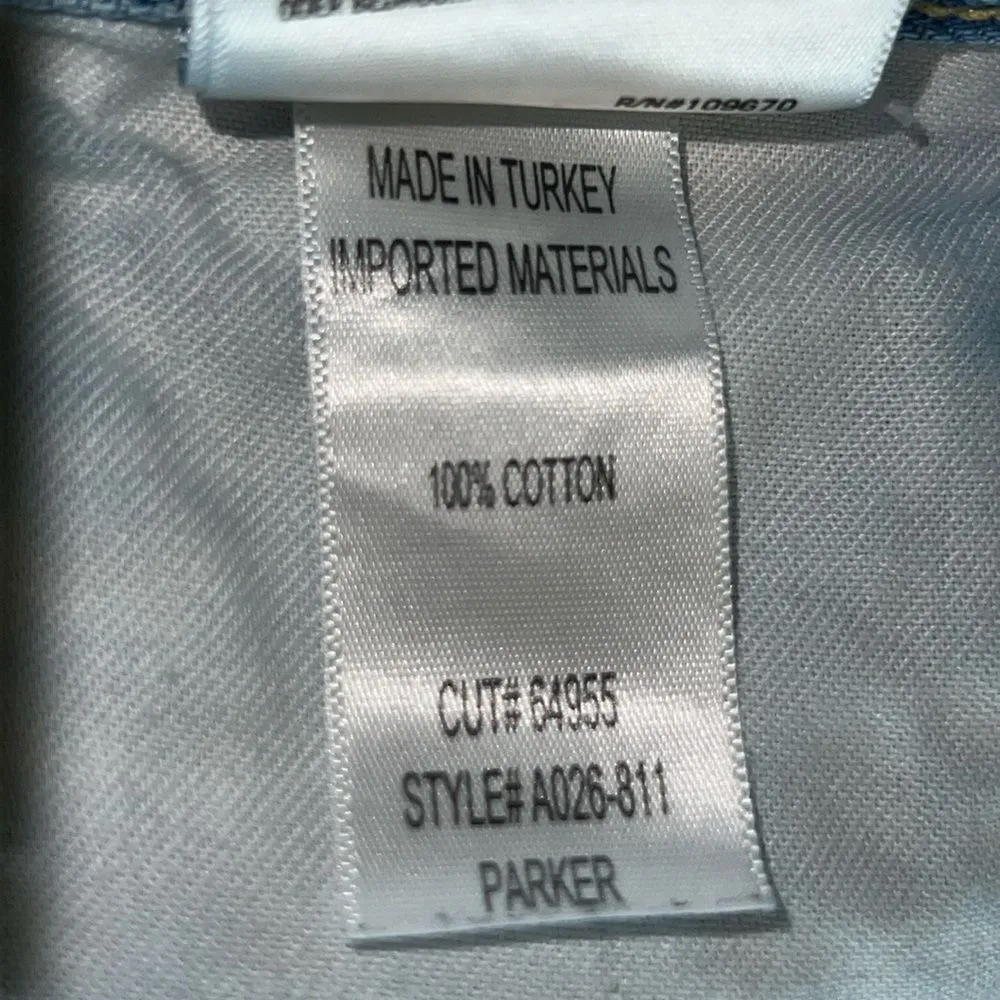 R/N#109670
MADE IN TURKEY
IMPORTED MATERIALS
100% COTTON
CUT# 64955
STYLE# A026-811
PARKER